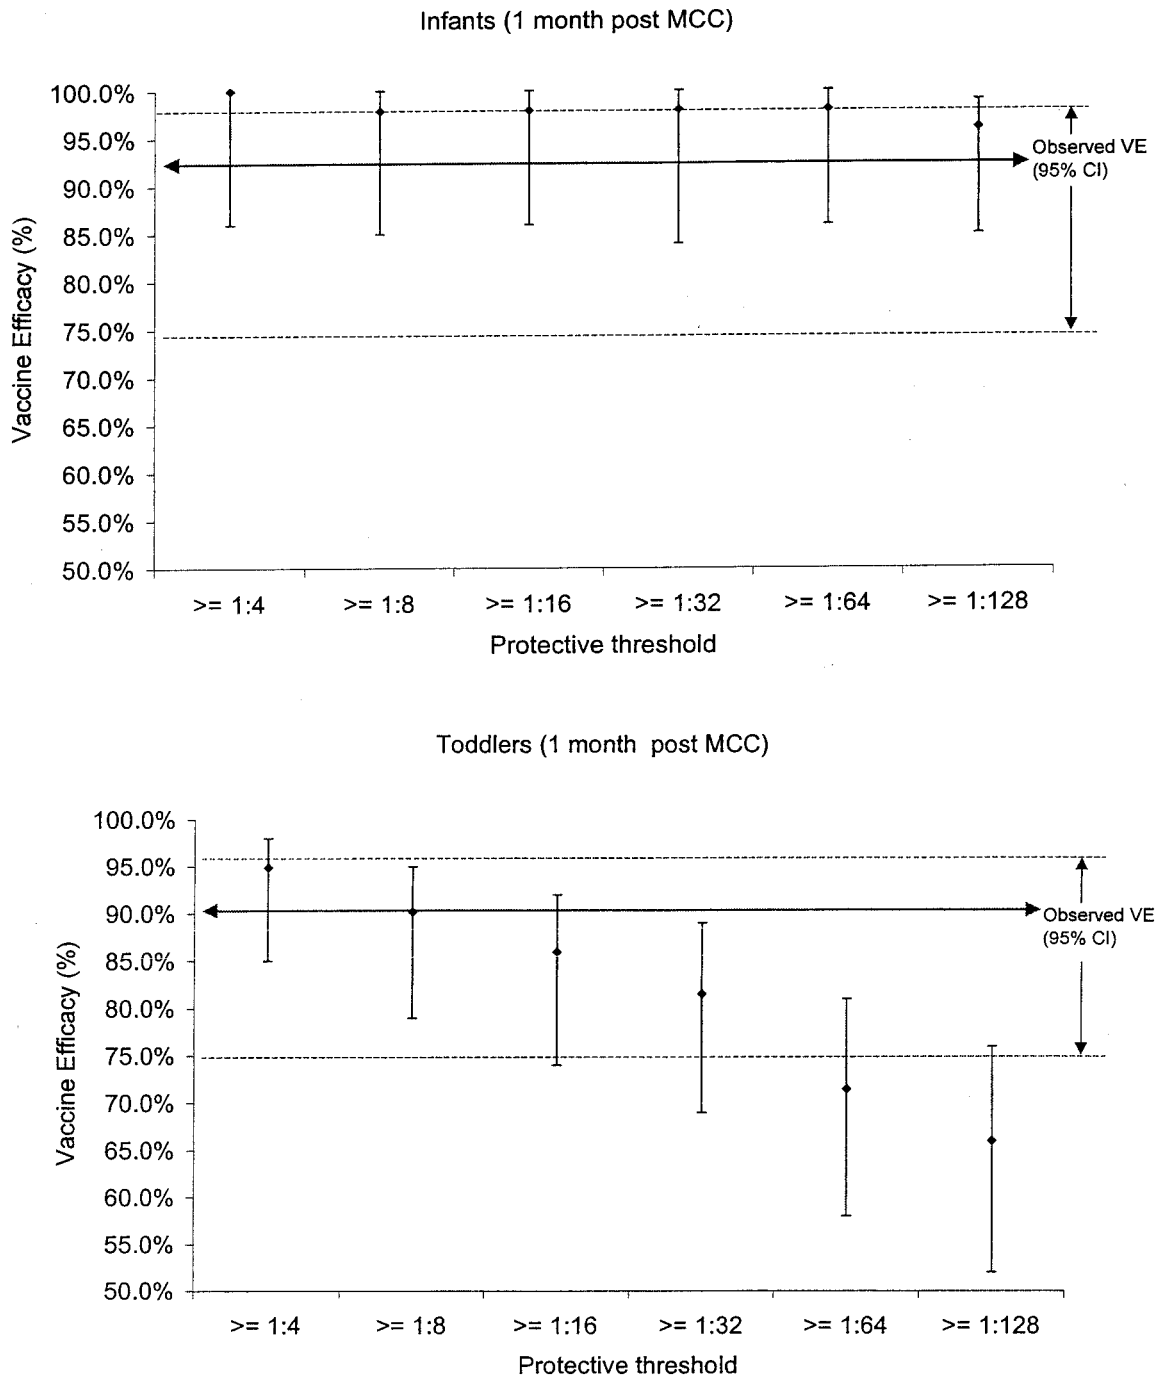 Infants (1 month post MCC)
100.0%
95.0%
90.0%
85.0%
80.0%
75.0%
70.0%
65.0%
60.0%
55.0%
50.0%
Vaccine Efficacy (%)
Observed VE
(95% CI)
>= 1:4 >= 1:8 >= 1:16 >= 1:32 >= 1:64 >= 1:128
Protective threshold
Toddlers (1 month post MCC)
100.0%
95.0%
90.0%
85.0%
80.0%
75.0%
70.0%
65.0%
60.0%
55.0%
50.0%
Vaccine Efficacy (%)
Observed VE
(95% CI)
>= 1:4 >= 1:8 >= 1:16 >= 1:32 >= 1:64 >= 1:128
Protective threshold